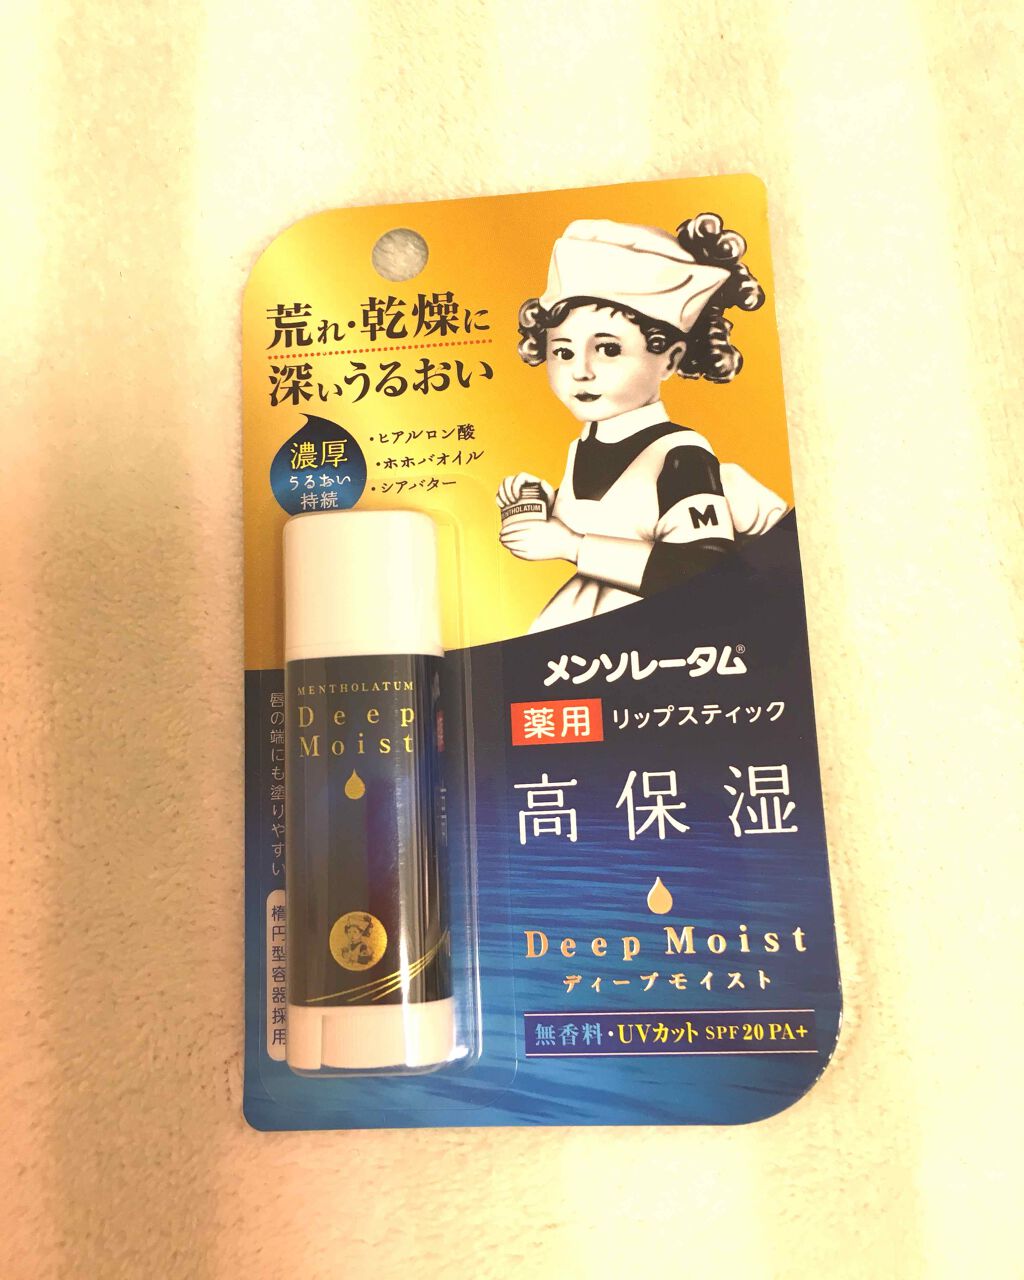 荒れ・乾燥に
深いうるおい
濃厚
うるおい
持続
・ヒアルロン酸
・ホホバオイル
・シアバター
MENTHOLATUM
M
メンソレータム®
薬用 リップスティック
高保湿
Deep Moist
ディープモイスト
無香料・UVカット SPF20 PA+
MENTHOLATUM
Deep
Moist
唇の端にも塗りやすい
楕円型容器採用